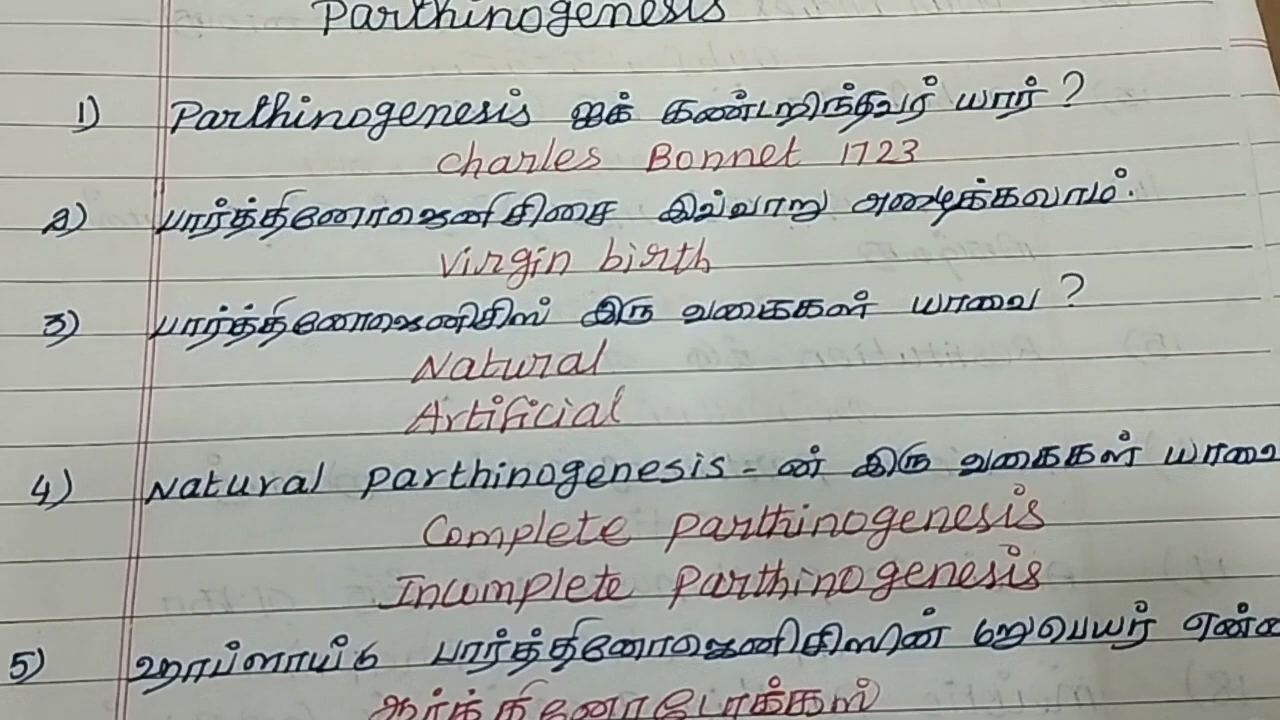 Parthinogenesis
1) Parthinogenesis ஐக் கண்டறிந்தவர் யார் ?
Charles Bonnet 1723
2) பார்த்தினோஜெனிசிசை இவ்வாறு அழைக்கலாம்.
Virgin birth
3) பார்த்தினோஜெனிசிஸ் இரு வகைகள் யாவை ?
Natural
Artificial
4) Natural parthinogenesis - ன் இரு வகைகள் யாவை
Complete parthinogenesis
Incomplete parthinogenesis
5) பார்த்தினோஜெனிசிஸின் மறுபெயர் என்ன